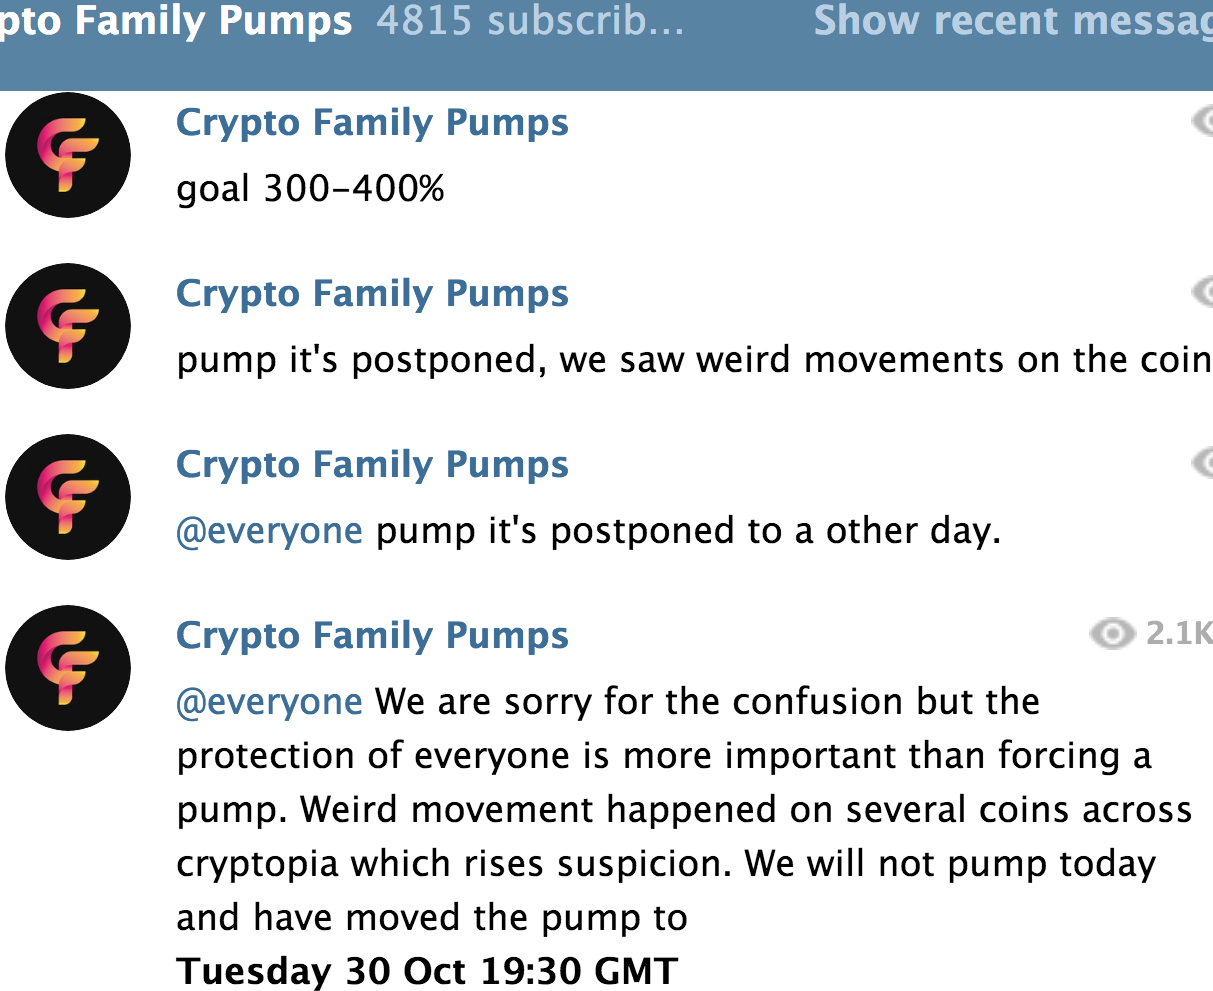 pto Family Pumps 4815 subscrib... Show recent messag
Crypto Family Pumps
goal 300–400%
Crypto Family Pumps
pump it's postponed, we saw weird movements on the coin
Crypto Family Pumps
@everyone pump it's postponed to a other day.
Crypto Family Pumps 2.1K
@everyone We are sorry for the confusion but the
protection of everyone is more important than forcing a
pump. Weird movement happened on several coins across
cryptopia which rises suspicion. We will not pump today
and have moved the pump to
Tuesday 30 Oct 19:30 GMT